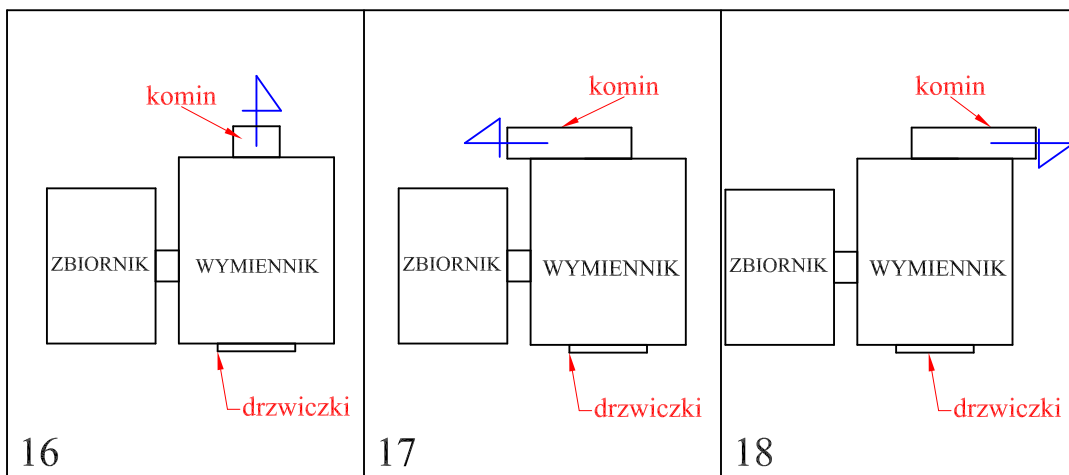 komin
ZBIORNIK
WYMIENNIK
drzwiczki
16
komin
ZBIORNIK
WYMIENNIK
drzwiczki
17
komin
ZBIORNIK
WYMIENNIK
drzwiczki
18